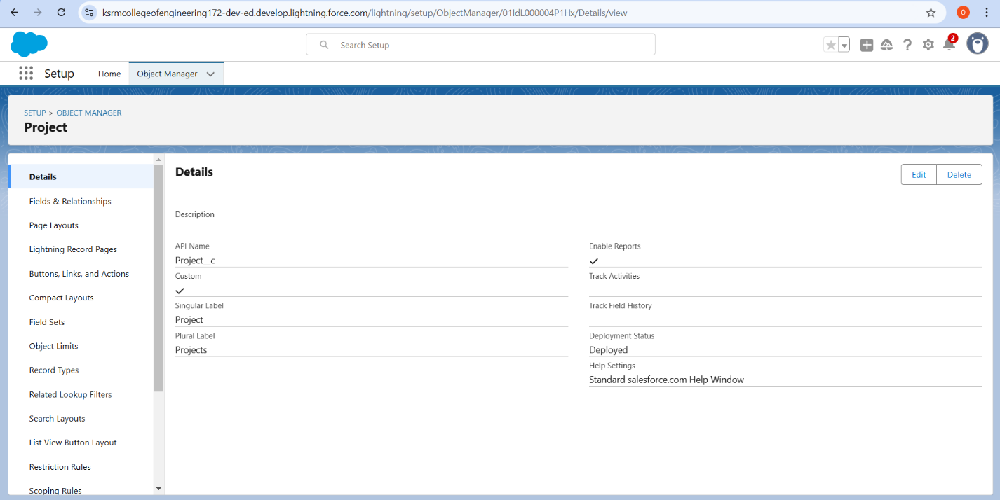 ksrmcollegeofengineering172-dev-ed.develop.lightning.force.com/lightning/setup/ObjectManager/01IdL000004P1Hx/Details/view
O
Search Setup
2
Setup
Home
Object Manager
SETUP > OBJECT MANAGER
Project
Details
Fields & Relationships
Page Layouts
Lightning Record Pages
Buttons, Links, and Actions
Compact Layouts
Field Sets
Object Limits
Record Types
Related Lookup Filters
Search Layouts
List View Button Layout
Restriction Rules
Scoping Rules
Details
Edit
Delete
Description
API Name
Project__c
Custom
Singular Label
Project
Plural Label
Projects
Enable Reports
Track Activities
Track Field History
Deployment Status
Deployed
Help Settings
Standard salesforce.com Help Window